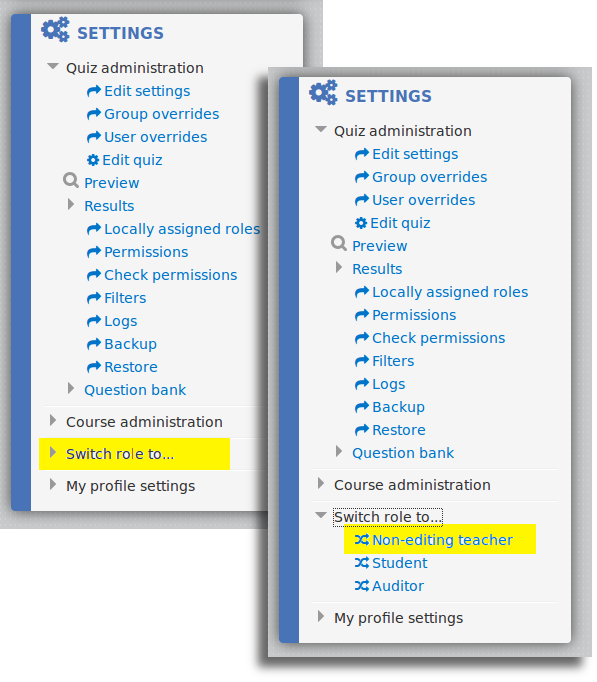 SETTINGS
Quiz administration
Edit settings
Group overrides
User overrides
Edit quiz
Preview
Results
Locally assigned roles
Permissions
Check permissions
Filters
Logs
Backup
Restore
Question bank
Course administration
Switch role to...
My profile settings
SETTINGS
Quiz administration
Edit settings
Group overrides
User overrides
Edit quiz
Preview
Results
Locally assigned roles
Permissions
Check permissions
Filters
Logs
Backup
Restore
Question bank
Course administration
Switch role to...
Non-editing teacher
Student
Auditor
My profile settings